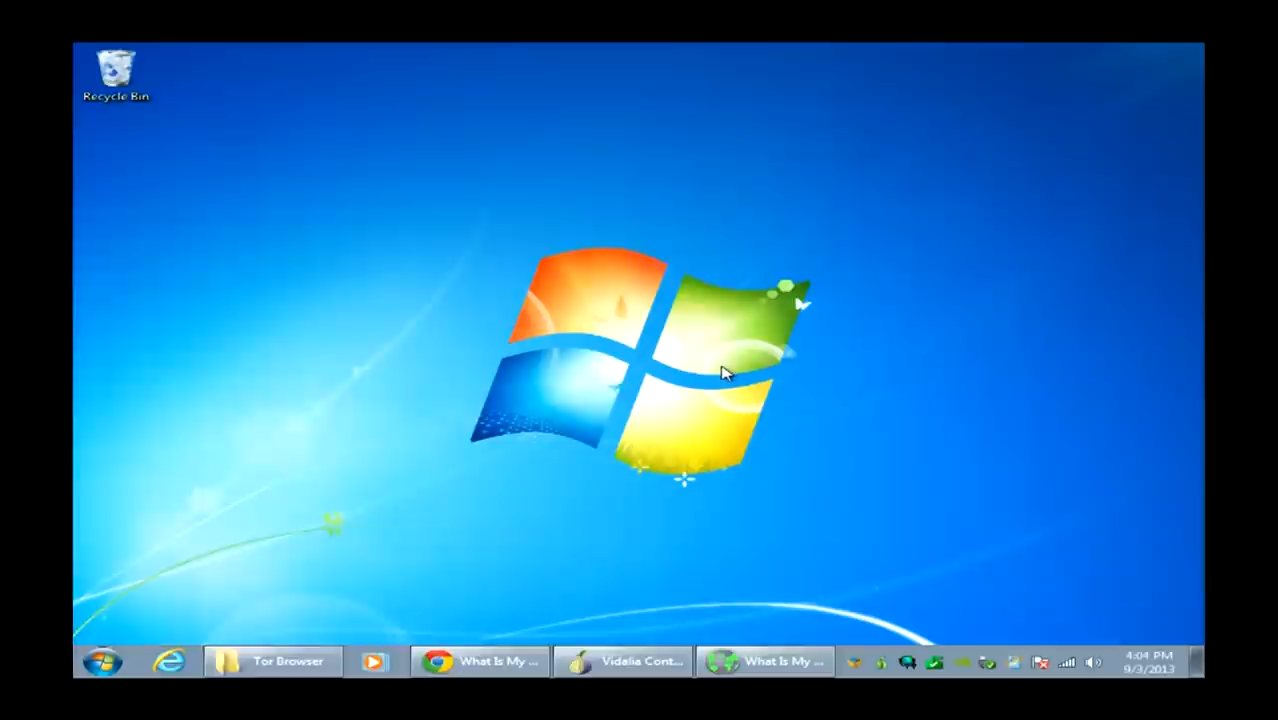 Recycle Bin
Tor Browser
What Is My ...
Vidalia Cont...
What Is My ...
4:04 PM
9/3/2013